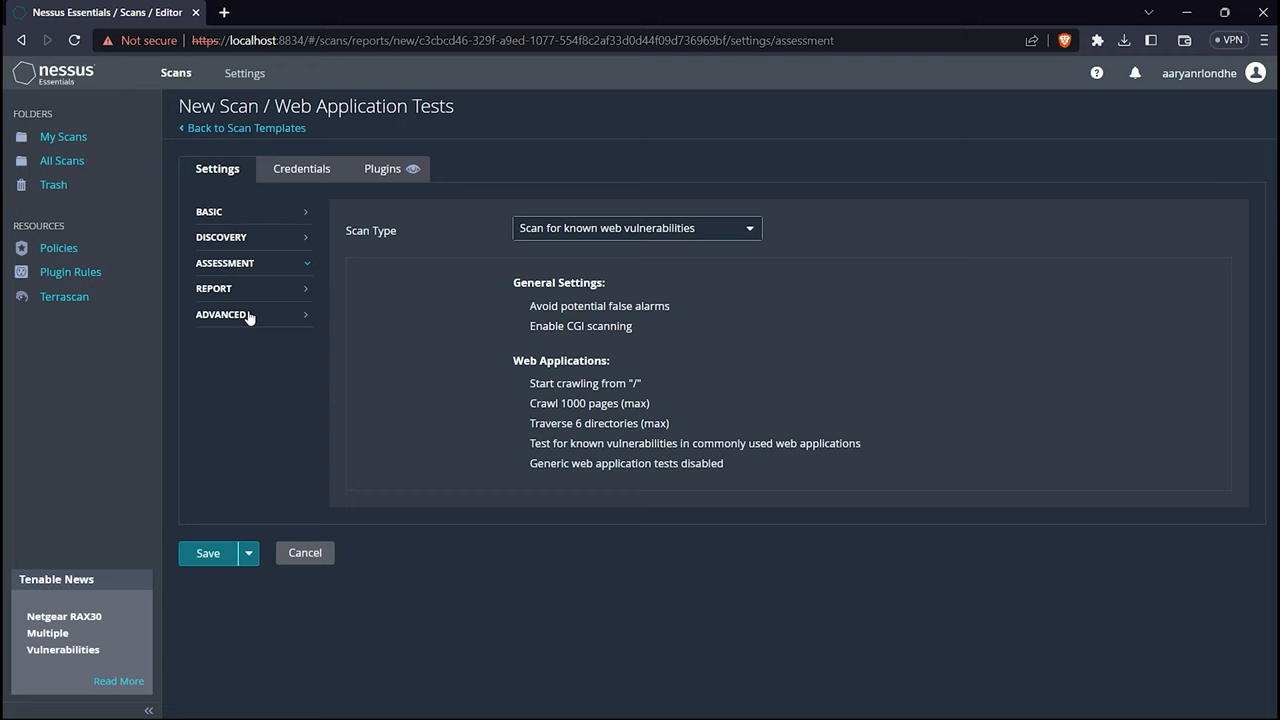 Nessus Essentials / Scans / Editor
Not secure
https://localhost:8834/#/scans/reports/new/c3cbcd46-329f-a9ed-1077-554f8c2af33d0d44f09d736969bf/settings/assessment
VPN
nessus
Essentials
Scans
Settings
aaryanrlondhe
FOLDERS
My Scans
All Scans
Trash
RESOURCES
Policies
Plugin Rules
Terrascan
New Scan / Web Application Tests
Back to Scan Templates
Settings
Credentials
Plugins
BASIC
DISCOVERY
ASSESSMENT
REPORT
ADVANCED
Scan Type
Scan for known web vulnerabilities
General Settings:
Avoid potential false alarms
Enable CGI scanning
Web Applications:
Start crawling from "/"
Crawl 1000 pages (max)
Traverse 6 directories (max)
Test for known vulnerabilities in commonly used web applications
Generic web application tests disabled
Save
Cancel
Tenable News
Netgear RAX30
Multiple
Vulnerabilities
Read More